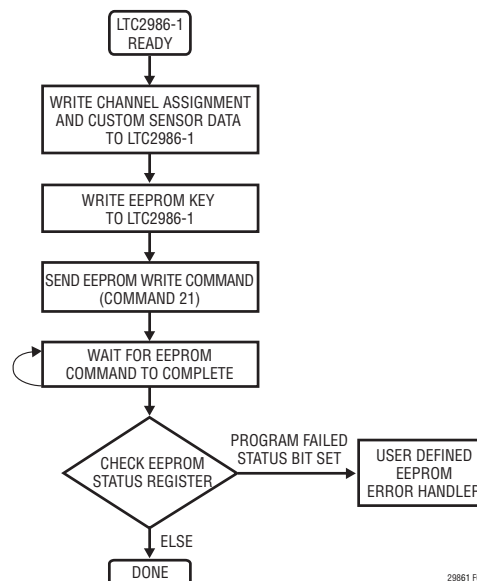 LTC2986-1
READY
WRITE CHANNEL ASSIGNMENT
AND CUSTOM SENSOR DATA
TO LTC2986-1
WRITE EEPROM KEY
TO LTC2986-1
SEND EEPROM WRITE COMMAND
(COMMAND 21)
WAIT FOR EEPROM
COMMAND TO COMPLETE
CHECK EEPROM
STATUS REGISTER
PROGRAM FAILED
STATUS BIT SET
USER DEFINED
EEPROM
ERROR HANDLER
ELSE
DONE
29861